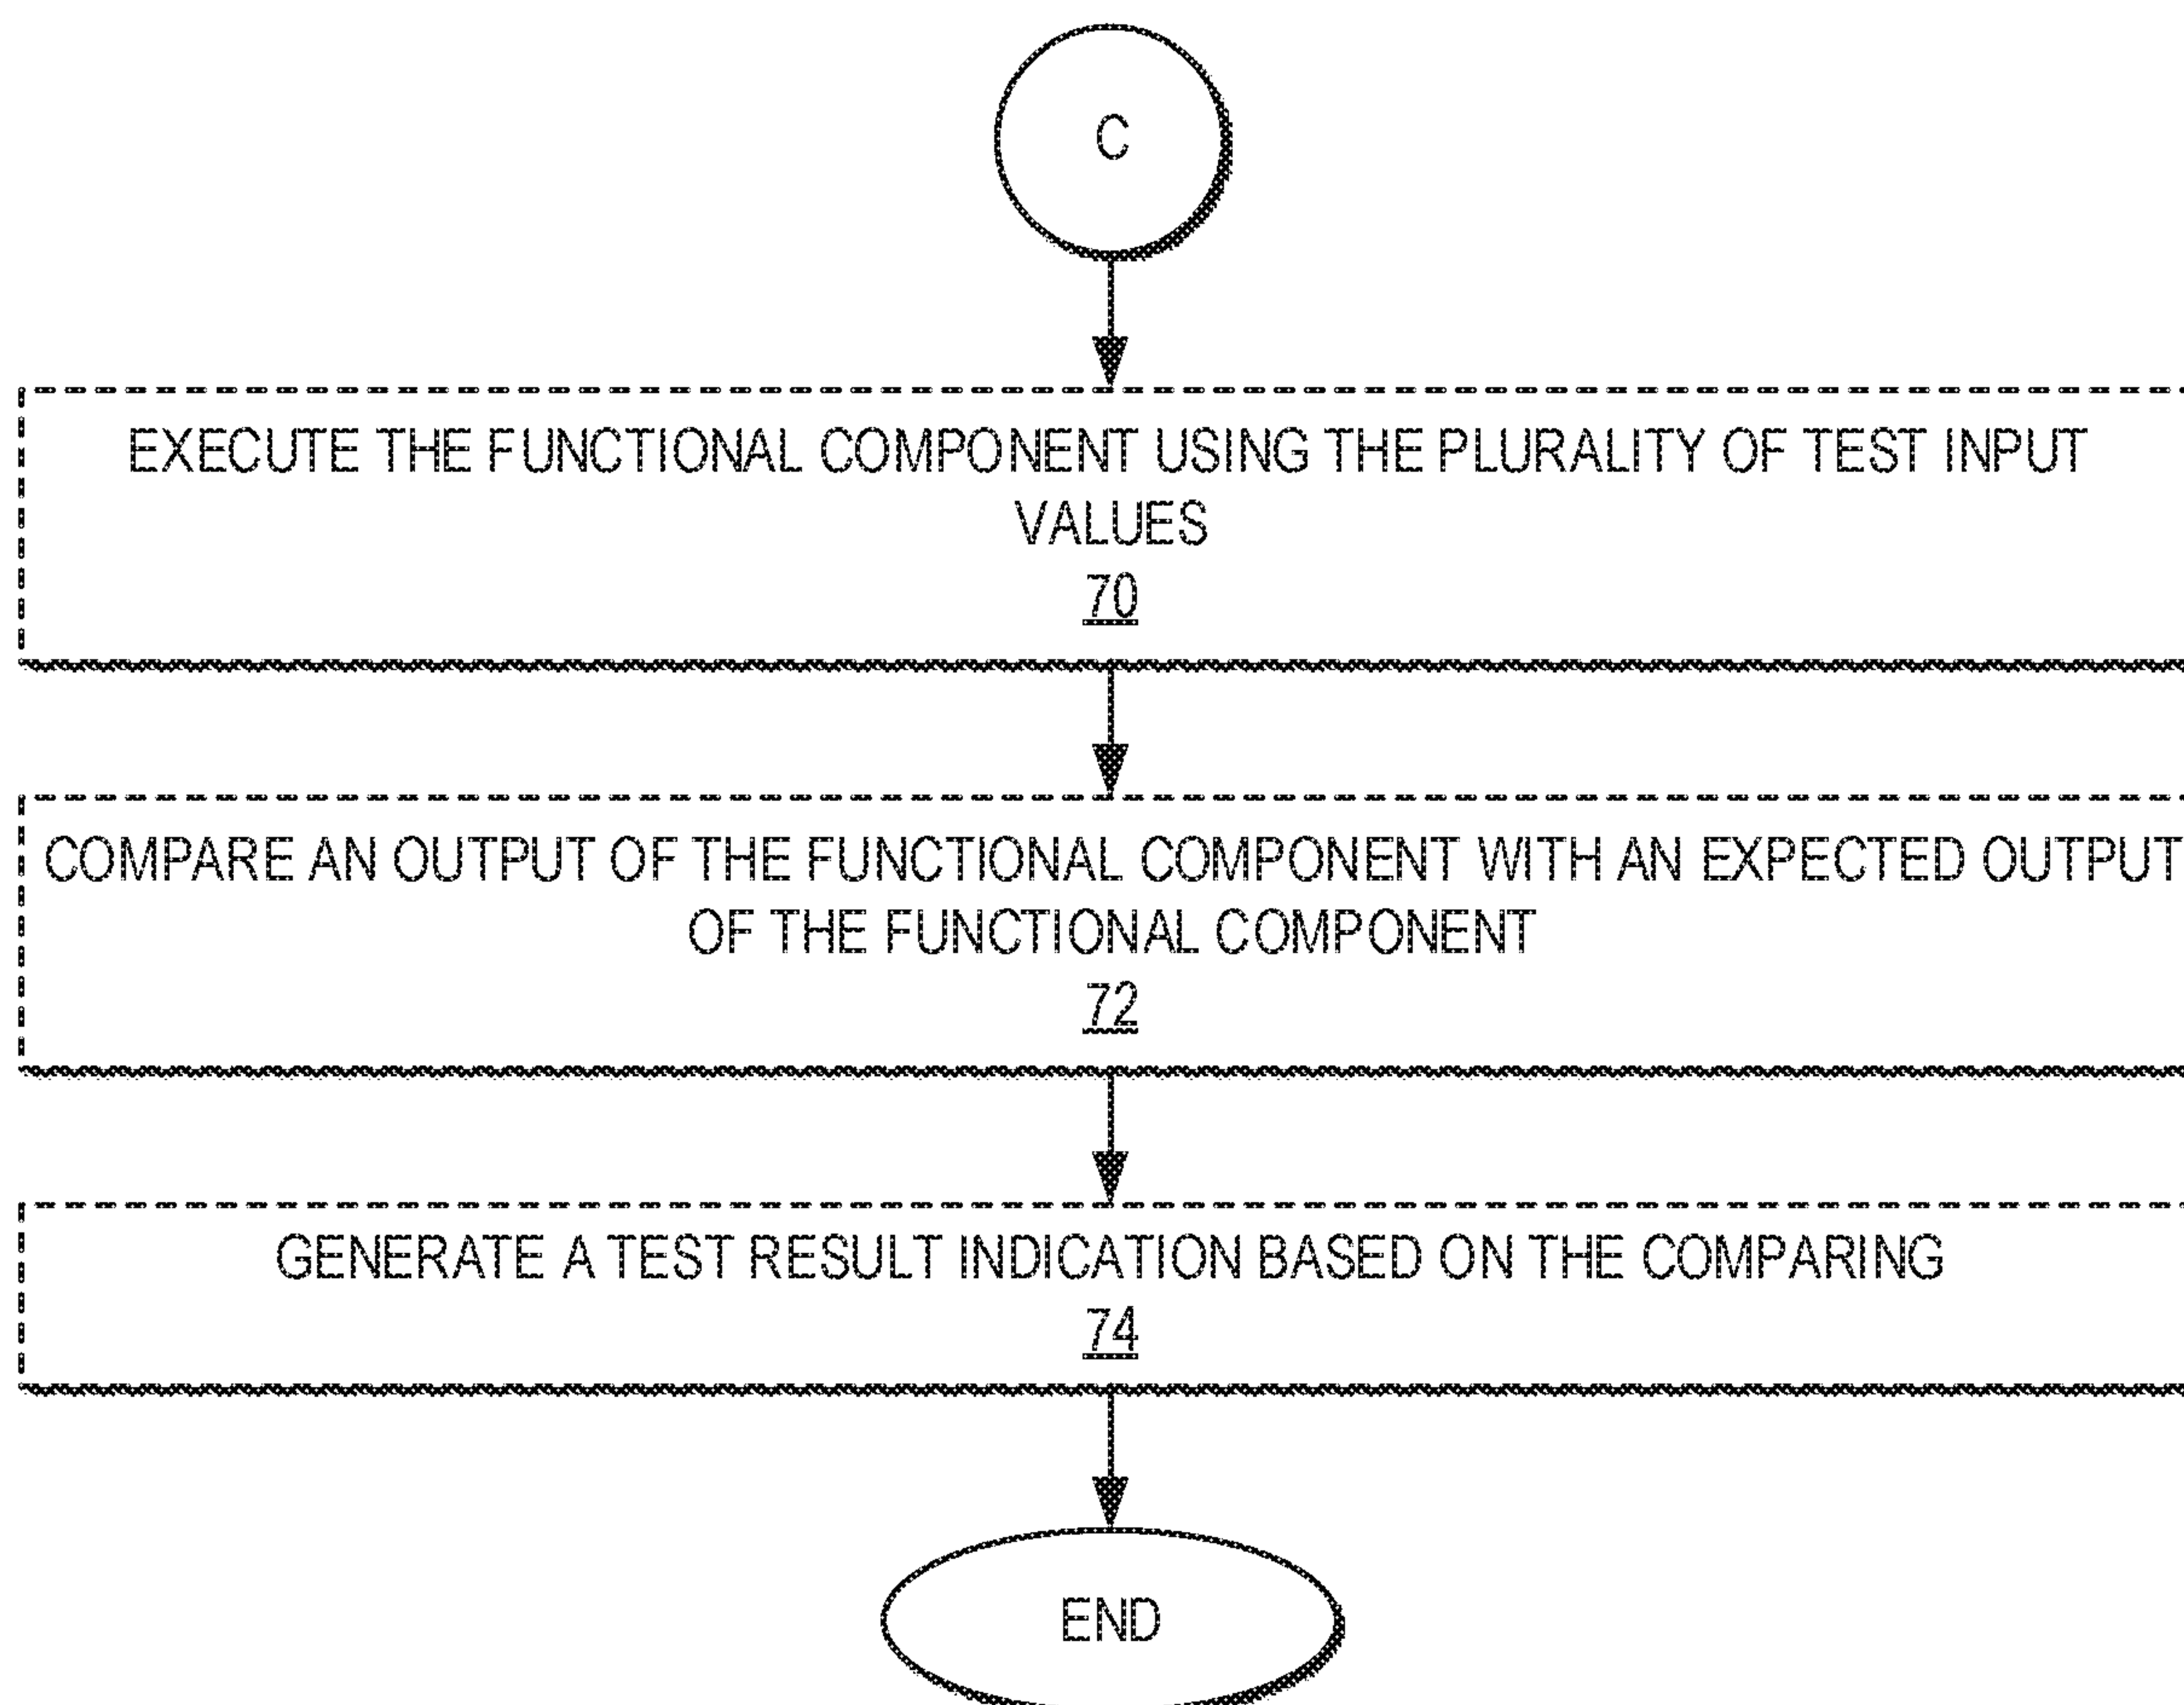 C
EXECUTE THE FUNCTIONAL COMPONENT USING THE PLURALITY OF TEST INPUT
VALUES
70
COMPARE AN OUTPUT OF THE FUNCTIONAL COMPONENT WITH AN EXPECTED OUTPUT
OF THE FUNCTIONAL COMPONENT
72
GENERATE A TEST RESULT INDICATION BASED ON THE COMPARING
74
END